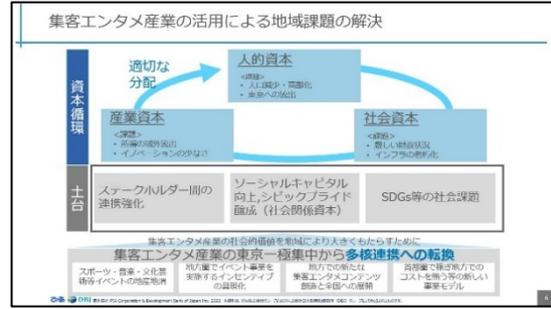 集客エンタメ産業の活用による地域課題の解決
資本循環
適切な
分配
人的資本
<課題>
・人口減少・高齢化
・東京への流出
産業資本
<課題>
・所得の域外流出
・イノベーションの少なさ
社会資本
<課題>
・厳しい財政状況
・インフラの老朽化
土台
ステークホルダー間の
連携強化
ソーシャルキャピタル
向上,シビックプライド
醸成（社会関係資本）
SDGs等の社会課題
集客エンタメ産業の社会的価値を地域により大きくもたらすために
集客エンタメ産業の東京一極集中から多核連携への転換
スポーツ・音楽・文化芸
術等イベントの地産地消
地方圏でイベント事業を
実施するインセンティブ
の具現化
地方での新たな
集客エンタメコンテンツ
創造と全国への展開
首都圏で稼ぎ地方での
コストを賄う等の新しい
事業モデル
ぴあ DBJ
6